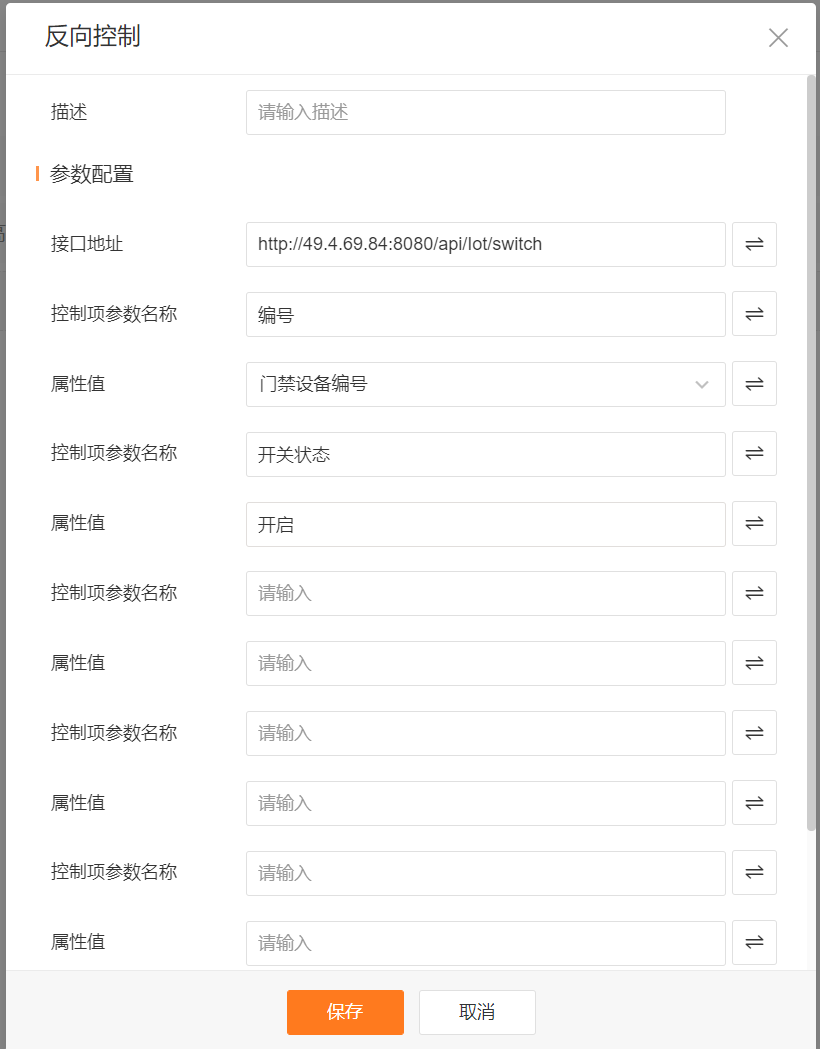 反向控制
描述 请输入描述
参数配置
接口地址 http://49.4.69.84:8080/api/lot/switch
控制项参数名称 编号
属性值 门禁设备编号
控制项参数名称 开关状态
属性值 开启
控制项参数名称 请输入
属性值 请输入
控制项参数名称 请输入
属性值 请输入
控制项参数名称 请输入
属性值 请输入
保存 取消